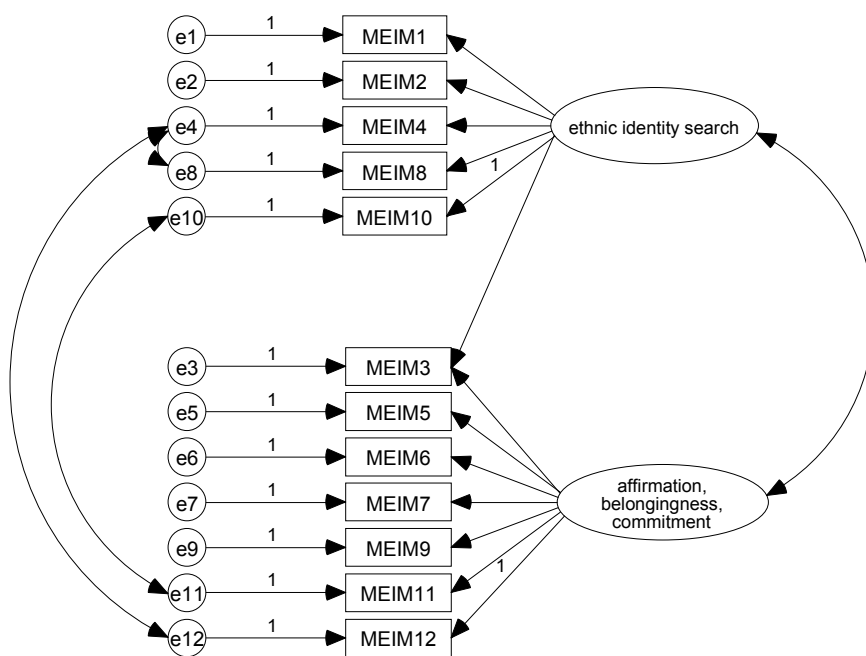 e1 1 MEIM1
e2 1 MEIM2
e4 1 MEIM4
ethnic identity search
e8 1 MEIM8 1
e10 1 MEIM10
e3 1 MEIM3
e5 1 MEIM5
e6 1 MEIM6
e7 1 MEIM7
affirmation,
belongingness,
commitment
e9 1 MEIM9
e11 1 MEIM11 1
e12 1 MEIM12